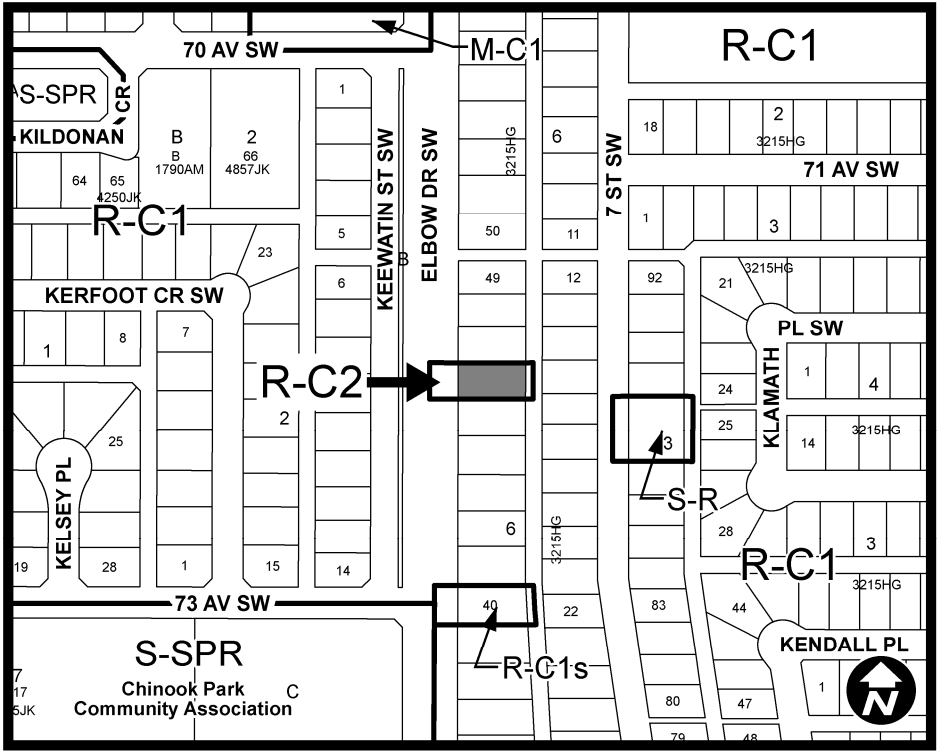 70 AV SW
M-C1
R-C1
S-SPR
CR
KILDONAN
B
B
1790AM
2
66
4857JK
64
65
4250JK
R-C1
1
5
6
KEEWATIN ST SW
ELBOW DR SW
B
3215HG
6
50
11
7 ST SW
18
2
3215HG
71 AV SW
1
3
3215HG
23
KERFOOT CR SW
49
12
92
21
PL SW
KLAMATH
1
8
7
R-C2
2
24
25
1
4
14
3215HG
3
S-R
25
KELSEY PL
19
28
1
15
14
6
3215HG
28
3
R-C1
3215HG
73 AV SW
40
22
83
44
KENDALL PL
S-SPR
Chinook Park
Community Association
C
R-C1s
7
17
5JK
80
47
1
79
48
N